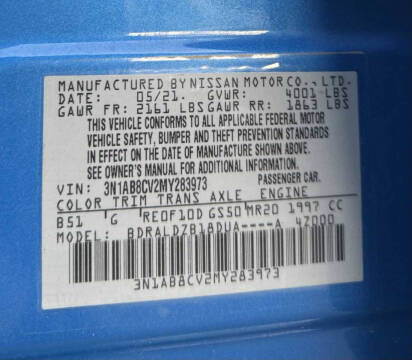 MANUFACTURED BY NISSAN MOTOR CO., LTD.
DATE: 05/21. GVWR: 4001 LBS
GAWR FR: 2161 LBS GAWR RR: 1863 LBS
THIS VEHICLE CONFORMS TO ALL APPLICABLE FEDERAL MOTOR
VEHICLE SAFETY, BUMPER AND THEFT PREVENTION STANDARDS
IN EFFECT ON THE DATE OF MANUFACTURE SHOWN ABOVE.
SEE OWNER'S MANUAL FOR ADDITIONAL INFORMATION.
VIN: 3N1AB8CV2MY283973 PASSENGER CAR.
COLOR TRIM TRANS AXLE ENGINE
B51 G RE0F10D GS50 MR20 1997 CC
MODEL: BDRALDZB18DUA----A 47000
3N1AB8CV2MY283973